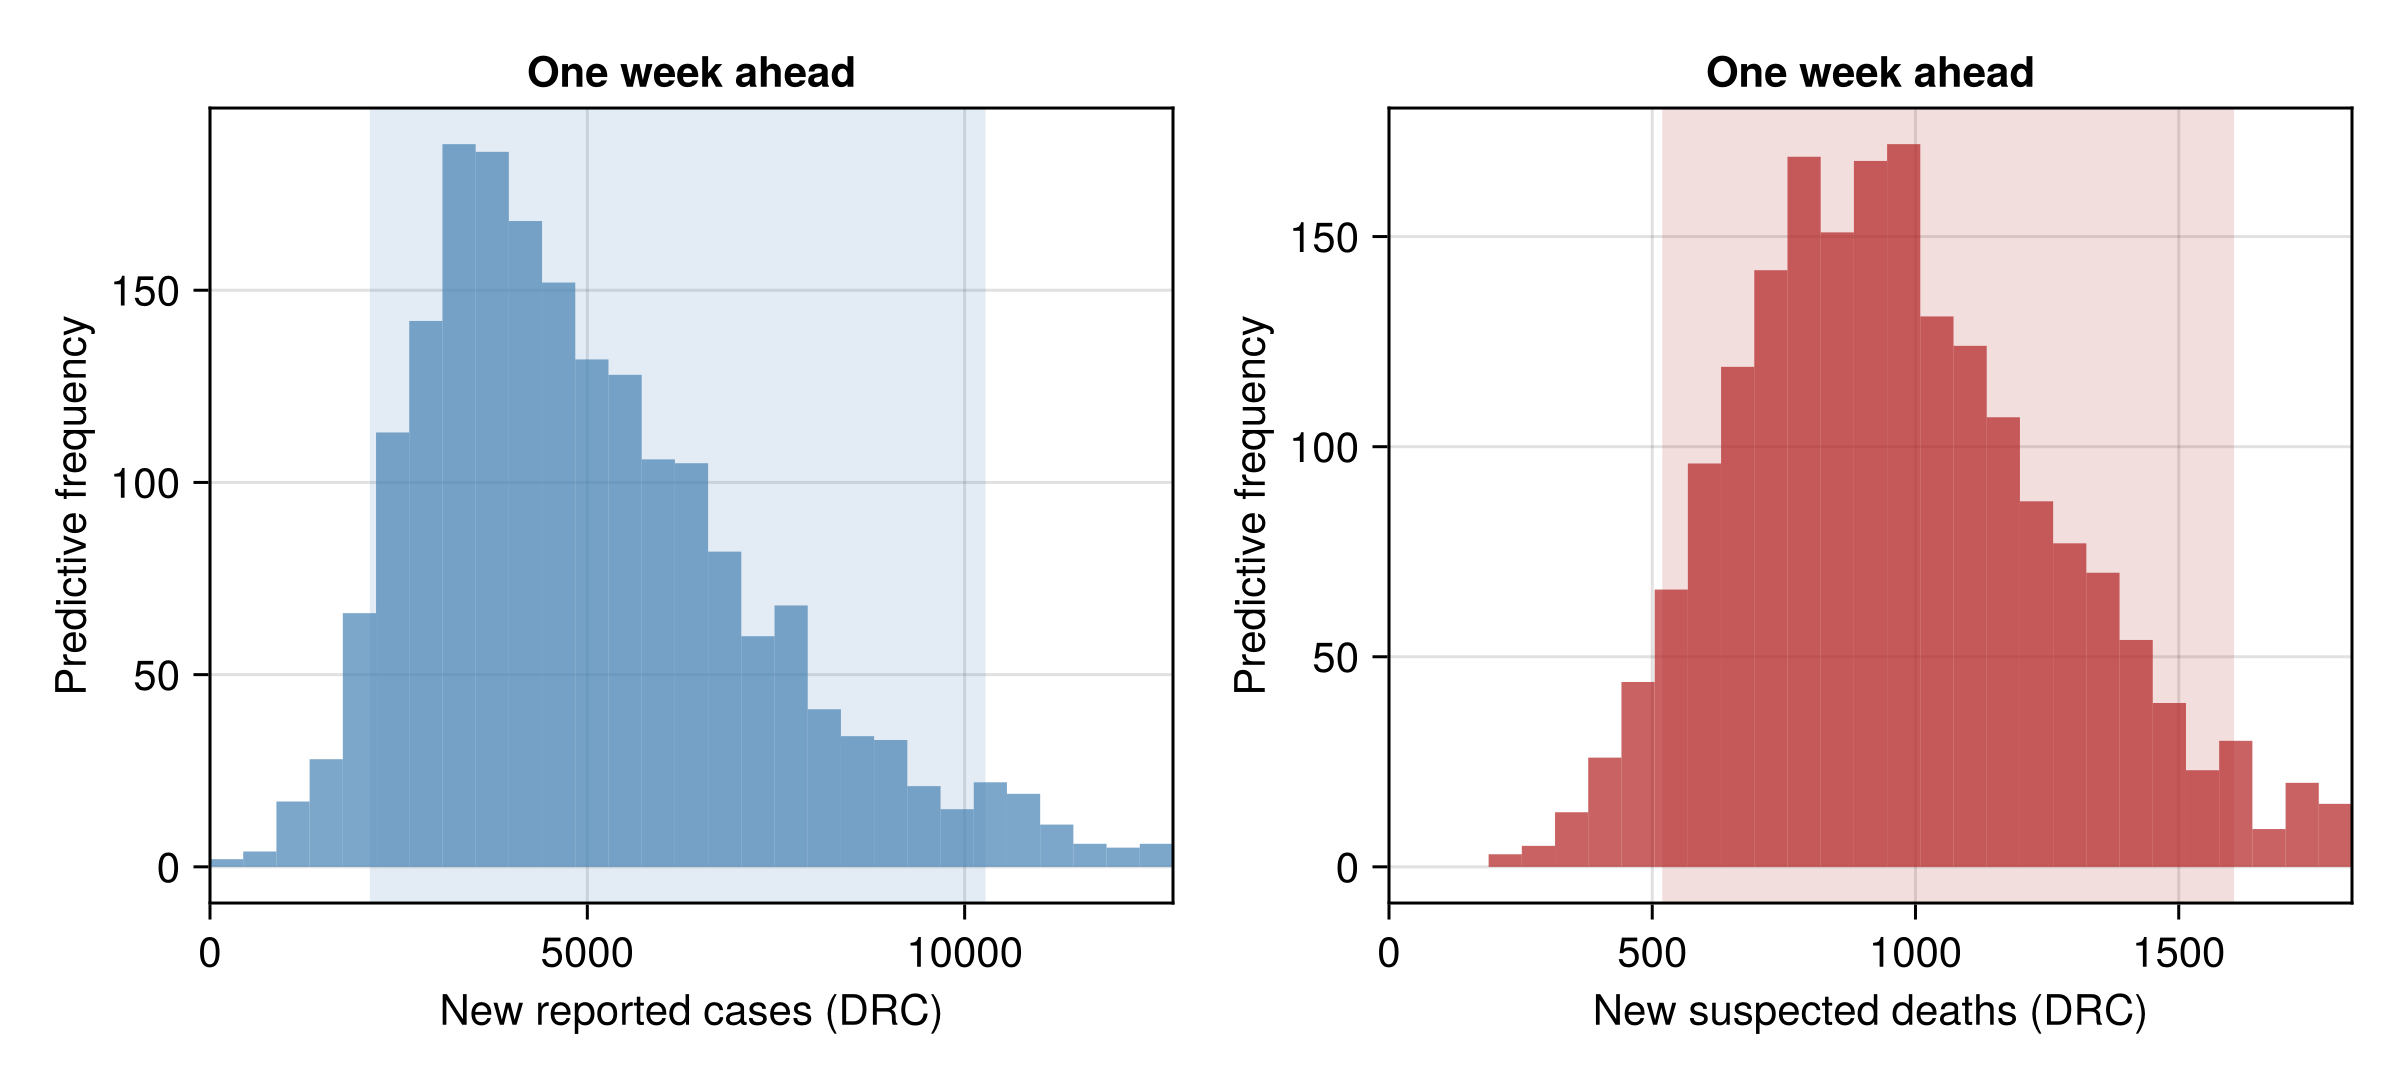 One week ahead
Predictive frequency
150
100
50
0
0 5000 10000
New reported cases (DRC)
One week ahead
Predictive frequency
150
100
50
0
0 500 1000 1500
New suspected deaths (DRC)